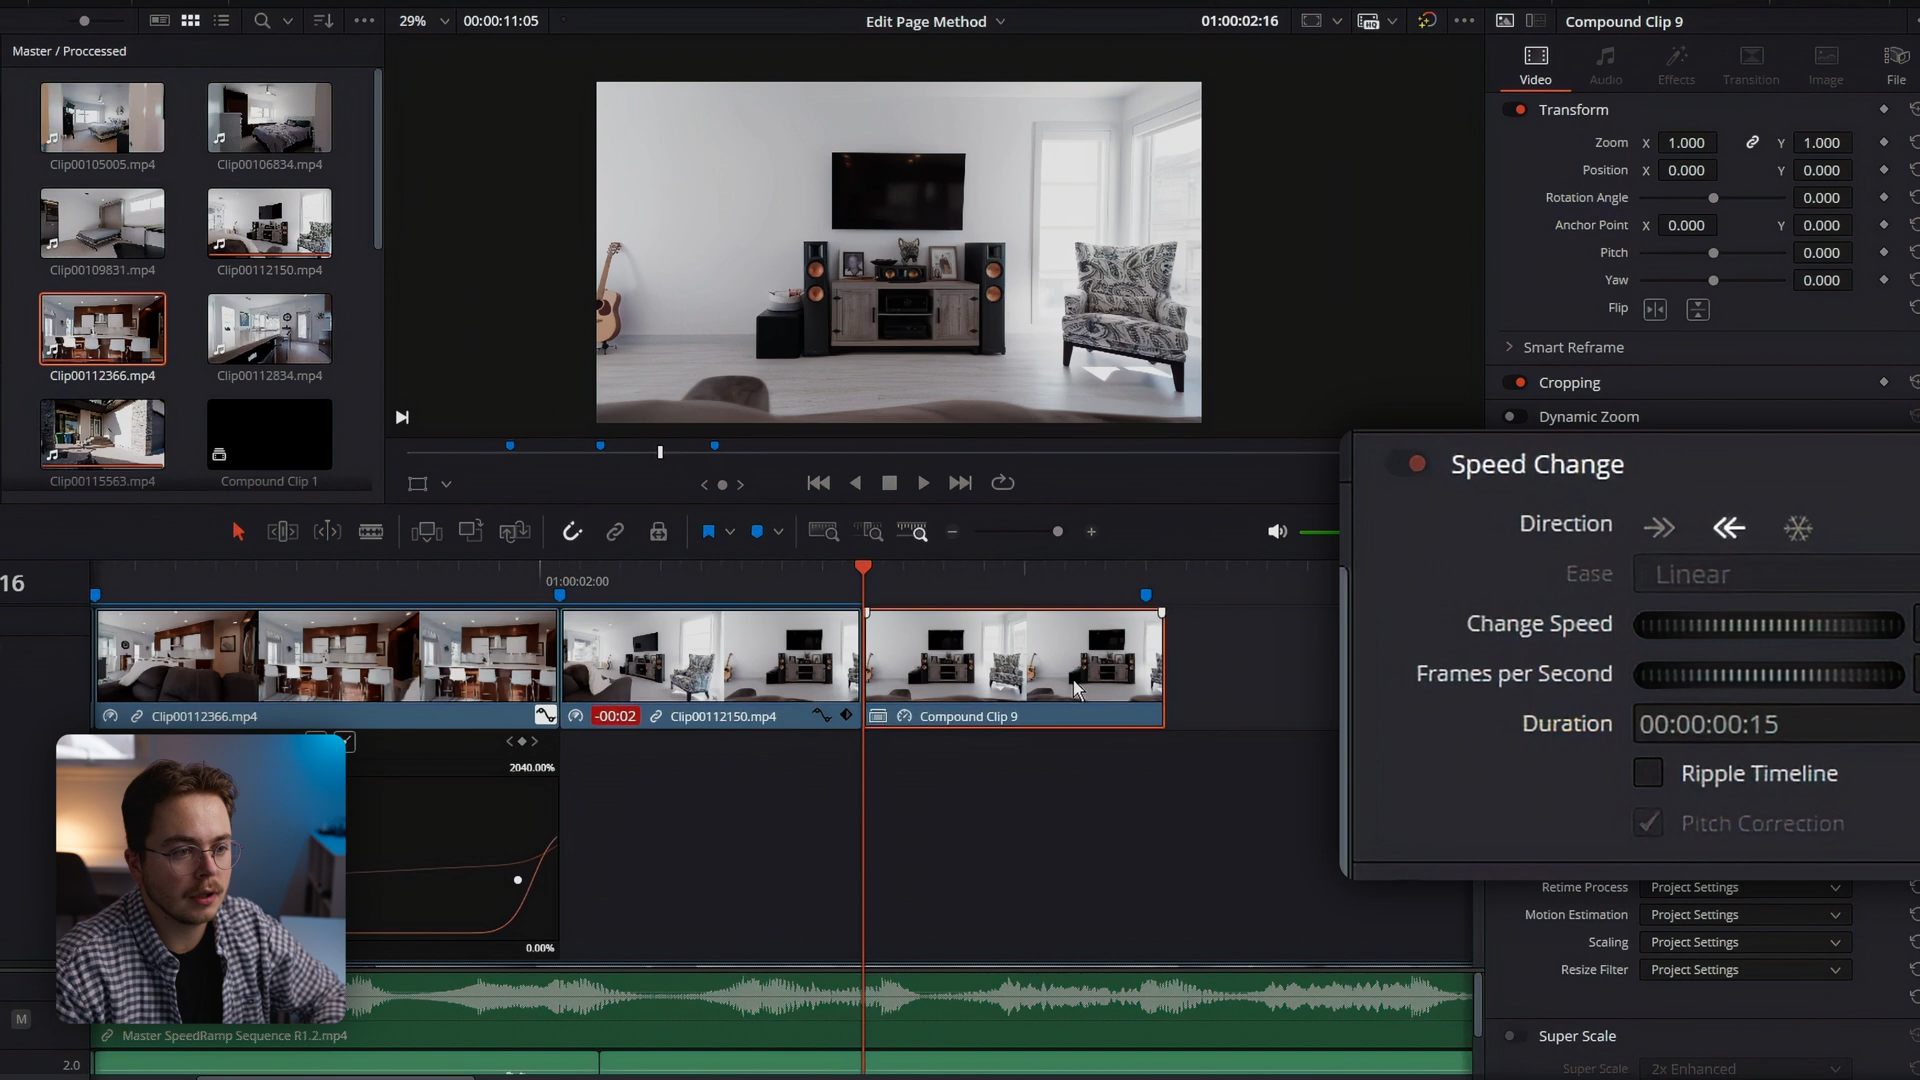 29%
00:00:11:05
Edit Page Method
01:00:02:16
Compound Clip 9
Master / Proccessed
Video
Audio
Effects
Transition
Image
File
Clip00105005.mp4
Clip00106834.mp4
Clip00109831.mp4
Clip00112150.mp4
Clip00112366.mp4
Clip00112834.mp4
Clip00115563.mp4
Compound Clip 1
Transform
Zoom X 1.000 Y 1.000
Position X 0.000 Y 0.000
Rotation Angle 0.000
Anchor Point X 0.000 Y 0.000
Pitch 0.000
Yaw 0.000
Flip
Smart Reframe
Cropping
Dynamic Zoom
Speed Change
Direction
Ease Linear
Change Speed
Frames per Second
Duration 00:00:00:15
Ripple Timeline
Pitch Correction
Retime Process Project Settings
Motion Estimation Project Settings
Scaling Project Settings
Resize Filter Project Settings
Super Scale
Super Scale 2x Enhanced
16
01:00:02:00
Clip00112366.mp4
-00:02 Clip00112150.mp4
Compound Clip 9
2040.00%
0.00%
M
Master SpeedRamp Sequence R1.2.mp4
2.0